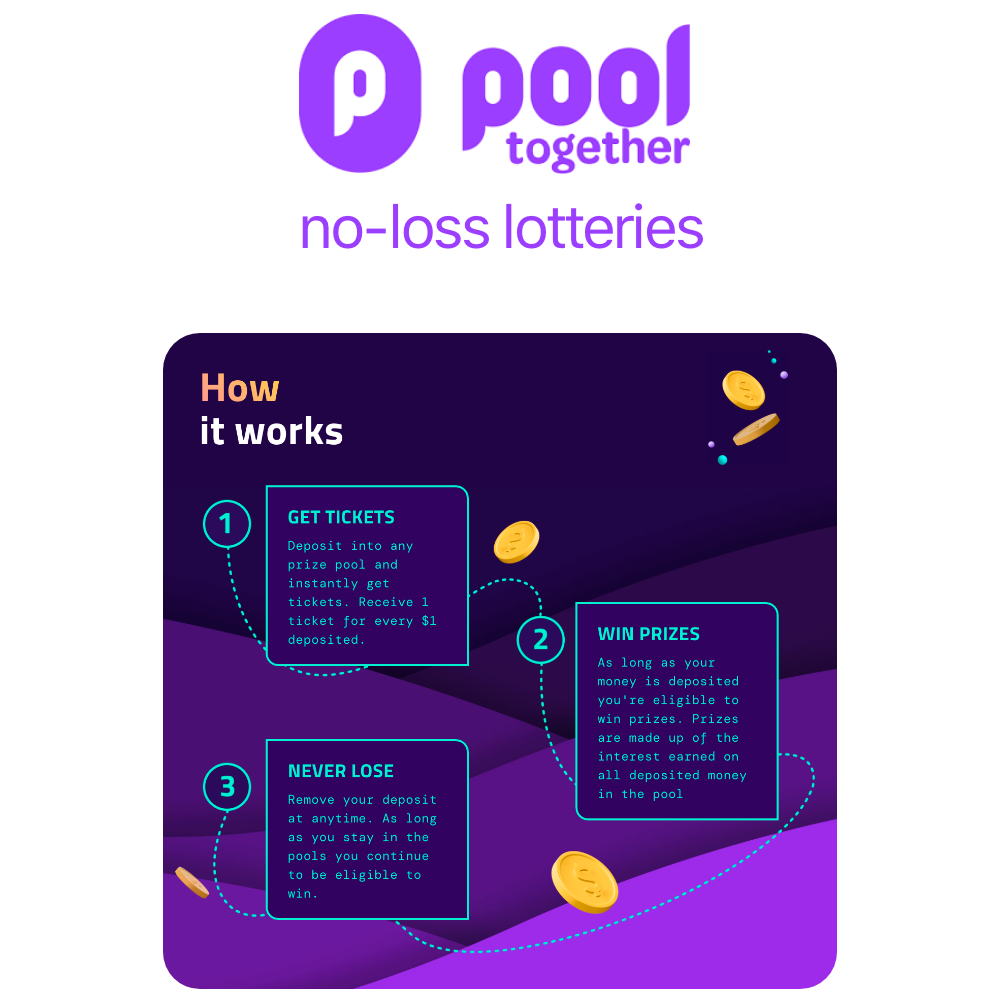 p pool
together
no-loss lotteries
How
it works
1
GET TICKETS
Deposit into any
prize pool and
instantly get
tickets. Receive 1
ticket for every $1
deposited.
2
WIN PRIZES
As long as your
money is deposited
you're eligible to
win prizes. Prizes
are made up of the
interest earned on
all deposited money
in the pool
3
NEVER LOSE
Remove your deposit
at anytime. As long
as you stay in the
pools you continue
to be eligible to
win.